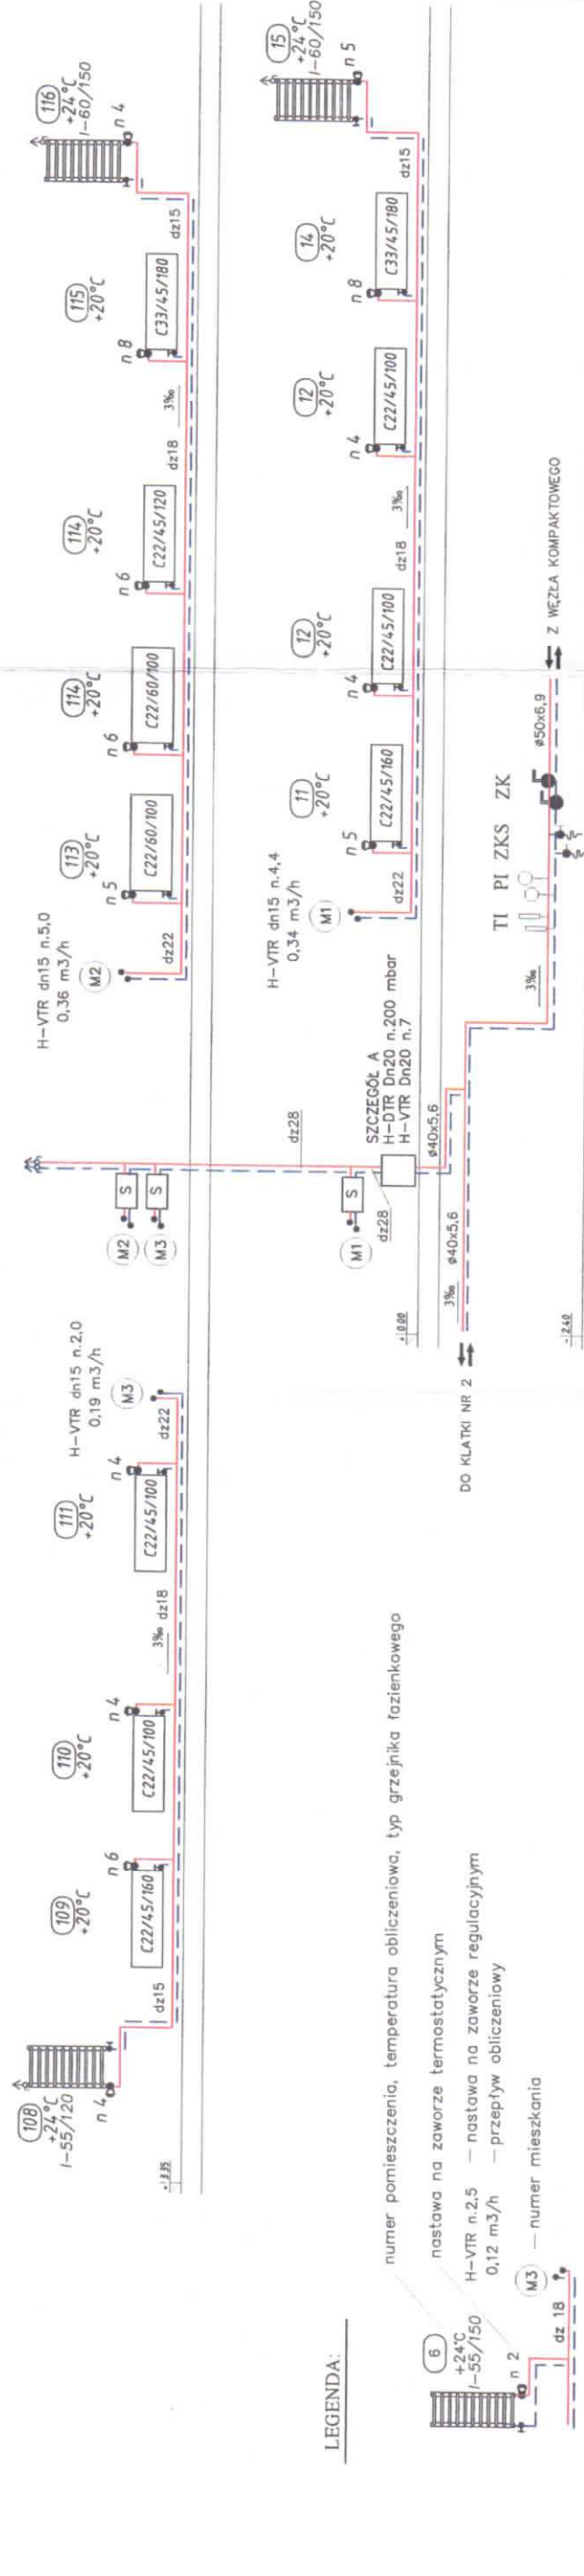 116
+24°C
I-60/150
n 4
dz15
115
+20°C
n 8
C33/45/180
3‰
dz18
114
+20°C
n 6
C22/45/120
114
+20°C
n 6
C22/60/100
113
+20°C
n 5
C22/60/100
dz22
H-VTR dn15 n.5,0
0,36 m3/h
M2
15
+24°C
I-60/150
n 5
dz15
14
+20°C
n 8
C33/45/180
12
+20°C
n 4
C22/45/100
3‰
dz18
12
+20°C
n 4
C22/45/100
11
+20°C
n 5
C22/45/160
dz22
H-VTR dn15 n.4,4
0,34 m3/h
M1
Z WĘZŁA KOMPAKTOWEGO
ø50x6,9
TI PI ZKS ZK
3‰
SZCZEGÓŁ A
H-DTR Dn20 n.200 mbar
H-VTR Dn20 n.7
ø40x5,6
dz28
S
S
M2
M3
S
M1
dz28
ø40x5,6
3‰
±0.00
-2.40
DO KLATKI NR 2
H-VTR dn15 n.2,0
0,19 m3/h
M3
dz22
111
+20°C
n 4
C22/45/100
3‰ dz18
110
+20°C
n 4
C22/45/100
109
+20°C
n 6
C22/45/160
dz15
108
+24°C
I-55/120
n 4
+3.35
LEGENDA:
numer pomieszczenia, temperatura obliczeniowa, typ grzejnika łazienkowego
nastawa na zaworze termostatycznym
H-VTR n.2,5 — nastawa na zaworze regulacyjnym
0,12 m3/h — przepływ obliczeniowy
M3 — numer mieszkania
6
+24°C
I-55/150
n 2
dz 18